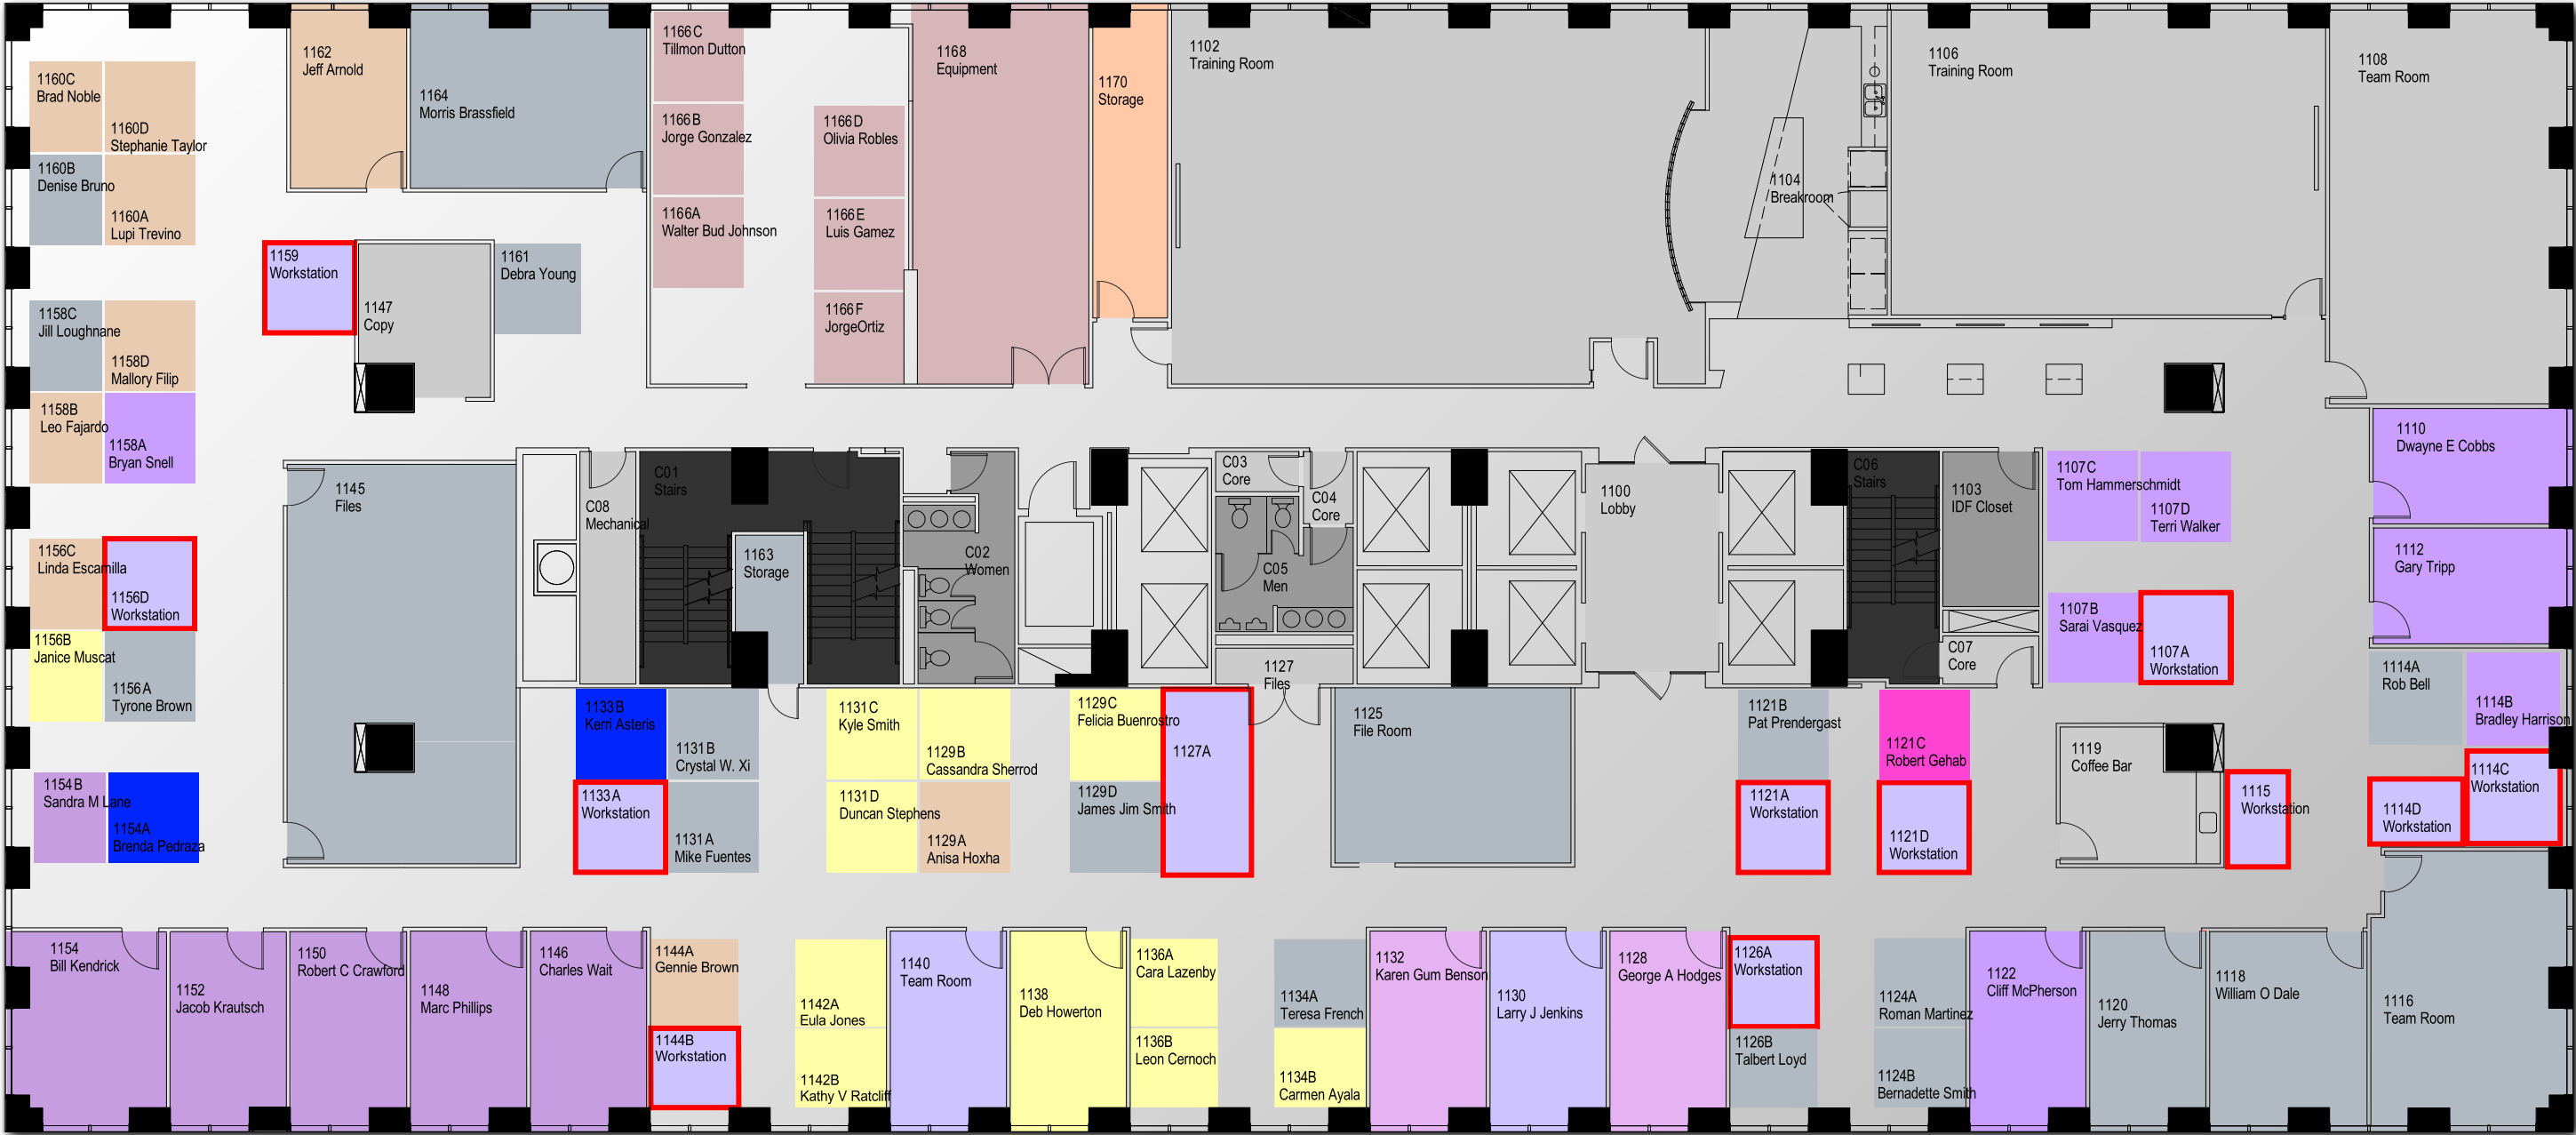 1162
Jeff Arnold
1164
Morris Brassfield
1166C
Tillmon Dutton
1168
Equipment
1170
Storage
1102
Training Room
1106
Training Room
1108
Team Room
1160C
Brad Noble
1160D
Stephanie Taylor
1160B
Denise Bruno
1160A
Lupi Trevino
1166B
Jorge Gonzalez
1166D
Olivia Robles
1166A
Walter Bud Johnson
1166E
Luis Gamez
1166F
JorgeOrtiz
1104
Breakroom
1159
Workstation
1147
Copy
1161
Debra Young
1158C
Jill Loughnane
1158D
Mallory Filip
1158B
Leo Fajardo
1158A
Bryan Snell
1145
Files
C08
Mechanical
C01
Stairs
1163
Storage
C02
Women
C03
Core
C04
Core
C05
Men
1127
Files
1100
Lobby
C06
Stairs
1103
IDF Closet
C07
Core
1107C
Tom Hammerschmidt
1107D
Terri Walker
1107B
Sarai Vasquez
1107A
Workstation
1110
Dwayne E Cobbs
1112
Gary Tripp
1156C
Linda Escamilla
1156D
Workstation
1156B
Janice Muscat
1156A
Tyrone Brown
1154B
Sandra M Lane
1154A
Brenda Pedraza
1133B
Kerri Asteris
1131B
Crystal W. Xi
1133A
Workstation
1131A
Mike Fuentes
1131C
Kyle Smith
1129B
Cassandra Sherrod
1131D
Duncan Stephens
1129A
Anisa Hoxha
1129C
Felicia Buenrostro
1129D
James Jim Smith
1127A
1125
File Room
1121B
Pat Prendergast
1121C
Robert Gehab
1121A
Workstation
1121D
Workstation
1119
Coffee Bar
1115
Workstation
1114A
Rob Bell
1114B
Bradley Harrison
1114C
Workstation
1114D
Workstation
1154
Bill Kendrick
1152
Jacob Krautsch
1150
Robert C Crawford
1148
Marc Phillips
1146
Charles Wait
1144A
Gennie Brown
1144B
Workstation
1142A
Eula Jones
1142B
Kathy V Ratcliff
1140
Team Room
1138
Deb Howerton
1136A
Cara Lazenby
1136B
Leon Cernoch
1134A
Teresa French
1134B
Carmen Ayala
1132
Karen Gum Benson
1130
Larry J Jenkins
1128
George A Hodges
1126A
Workstation
1126B
Talbert Loyd
1124A
Roman Martinez
1124B
Bernadette Smith
1122
Cliff McPherson
1120
Jerry Thomas
1118
William O Dale
1116
Team Room